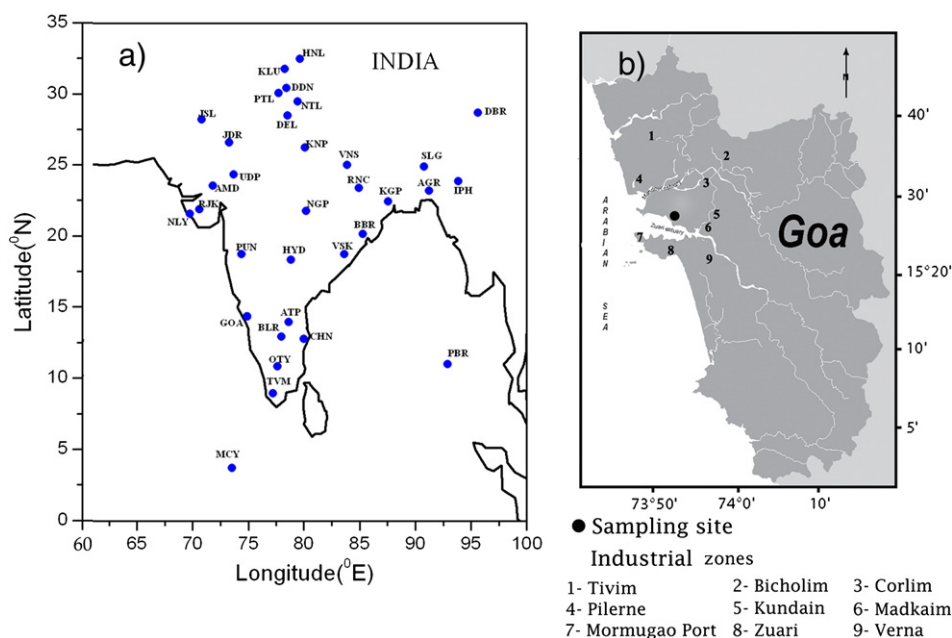 a)
INDIA
35
30
25
20
15
10
5
0
Latitude(⁰N)
HNL
KLU
DDN
PTL
NTL
DEL
DBR
JSL
JDR
KNP
VNS
SLG
UDP
AMD
RNC
AGR
IPH
KGP
RJK
NLY
NGP
BBR
PUN
HYD
VSK
GOA
ATP
BLR
CHN
OTY
PBR
TVM
MCY
60 65 70 75 80 85 90 95 100
Longitude(⁰E)
b)
N
40'
30'
15°20'
10'
5'
1
2
3
4
5
6
7
8
9
ARABIAN
SEA
Zuari estuary
Goa
73°50' 74°0' 10'
Sampling site
Industrial zones
1- Tivim 2- Bicholim 3- Corlim
4- Pilerne 5- Kundain 6- Madkaim
7- Mormugao Port 8- Zuari 9- Verna